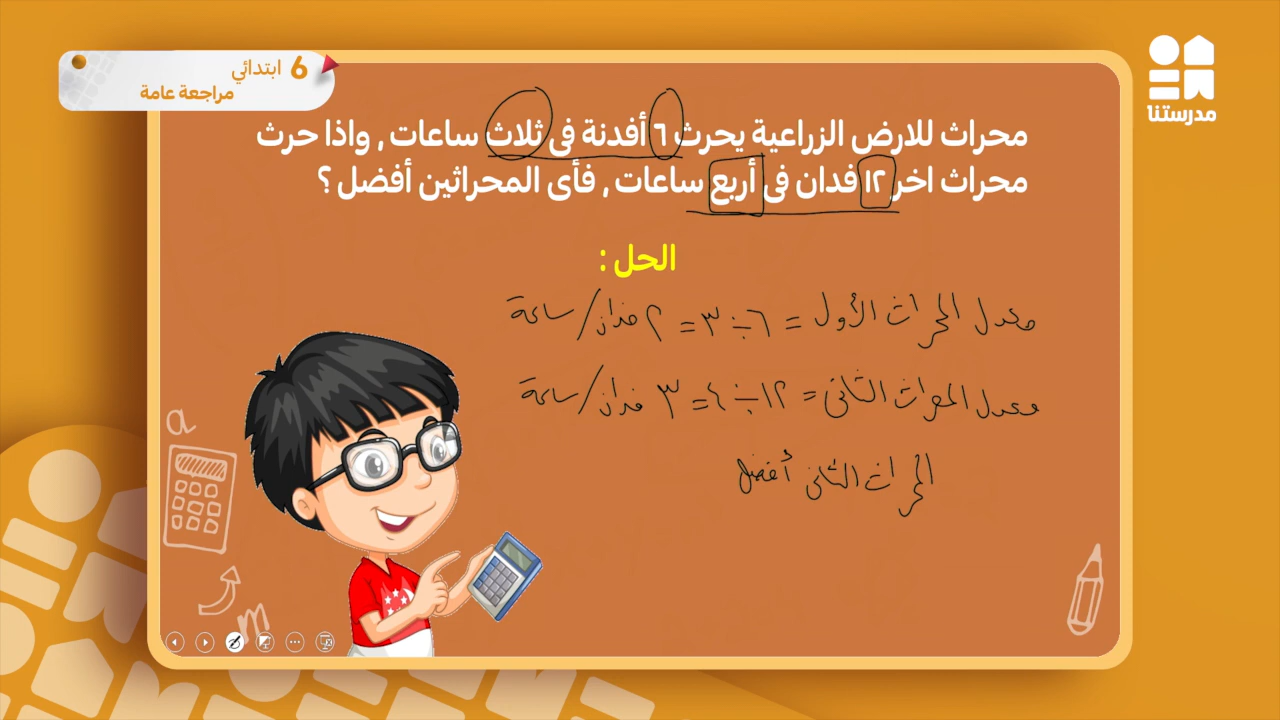 6 ابتدائي
مراجعة عامة
مدرستنا
محراث للارض الزراعية يحرث ٦ أفدنة فى ثلاث ساعات , واذا حرث
محراث اخر ١٢ فدان فى أربع ساعات , فأى المحراثين أفضل ؟
الحل :
معدل المحراث الأول = ٦ ÷ ٣ = ٢ فدان/ساعة
معدل المحراث الثانى = ١٢ ÷ ٤ = ٣ فدان/ساعة
المحراث الثانى أفضل
a
m